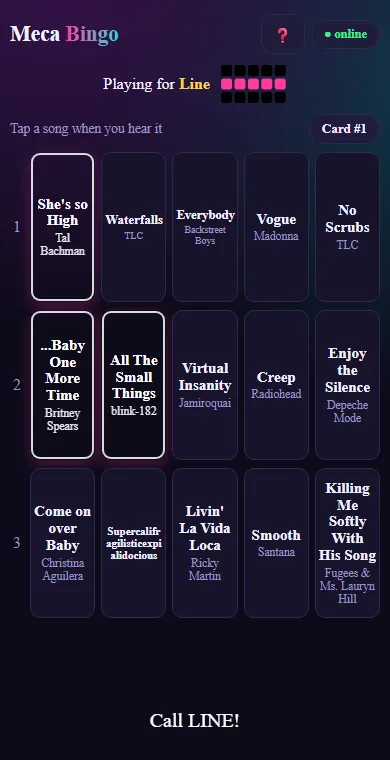 Meca Bingo
❓
● online
Playing for Line
Tap a song when you hear it
Card #1
1
She's so
High
Tal
Bachman
Waterfalls
TLC
Everybody
Backstreet
Boys
Vogue
Madonna
No
Scrubs
TLC
2
...Baby
One
More
Time
Britney
Spears
All The
Small
Things
blink-182
Virtual
Insanity
Jamiroquai
Creep
Radiohead
Enjoy
the
Silence
Depeche
Mode
3
Come on
over
Baby
Christina
Aguilera
Supercalifr
agilisticexpi
alidocious
Livin'
La Vida
Loca
Ricky
Martin
Smooth
Santana
Killing
Me
Softly
With
His Song
Fugees &
Ms. Lauryn
Hill
Call LINE!